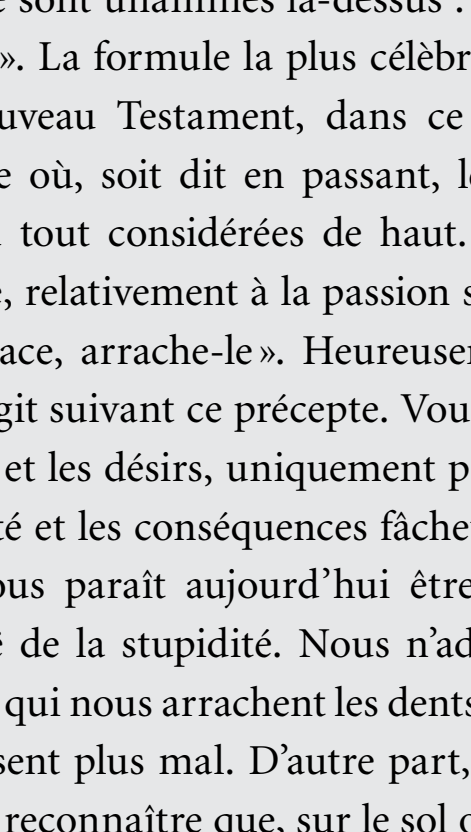 sont unanimes là-dessus :
». La formule la plus célèbr
uveau Testament, dans ce
e où, soit dit en passant, l
tout considérées de haut.
e, relativement à la passion s
ace, arrache-le ». Heureuser
git suivant ce précepte. Vou
et les désirs, uniquement p
té et les conséquences fâche
ous paraît aujourd’hui être
de la stupidité. Nous n’ad
qui nous arrachent les dents
sent plus mal. D’autre part,
reconnaître que, sur le sol